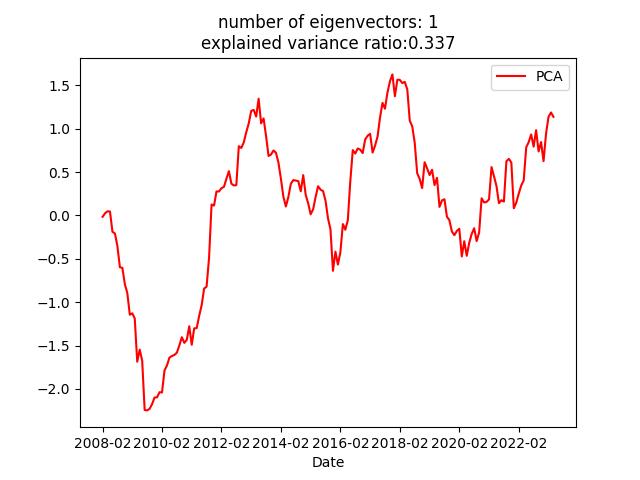 number of eigenvectors: 1
explained variance ratio:0.337
PCA
1.5
1.0
0.5
0.0
−0.5
−1.0
−1.5
−2.0
2008-02 2010-02 2012-02 2014-02 2016-02 2018-02 2020-02 2022-02
Date